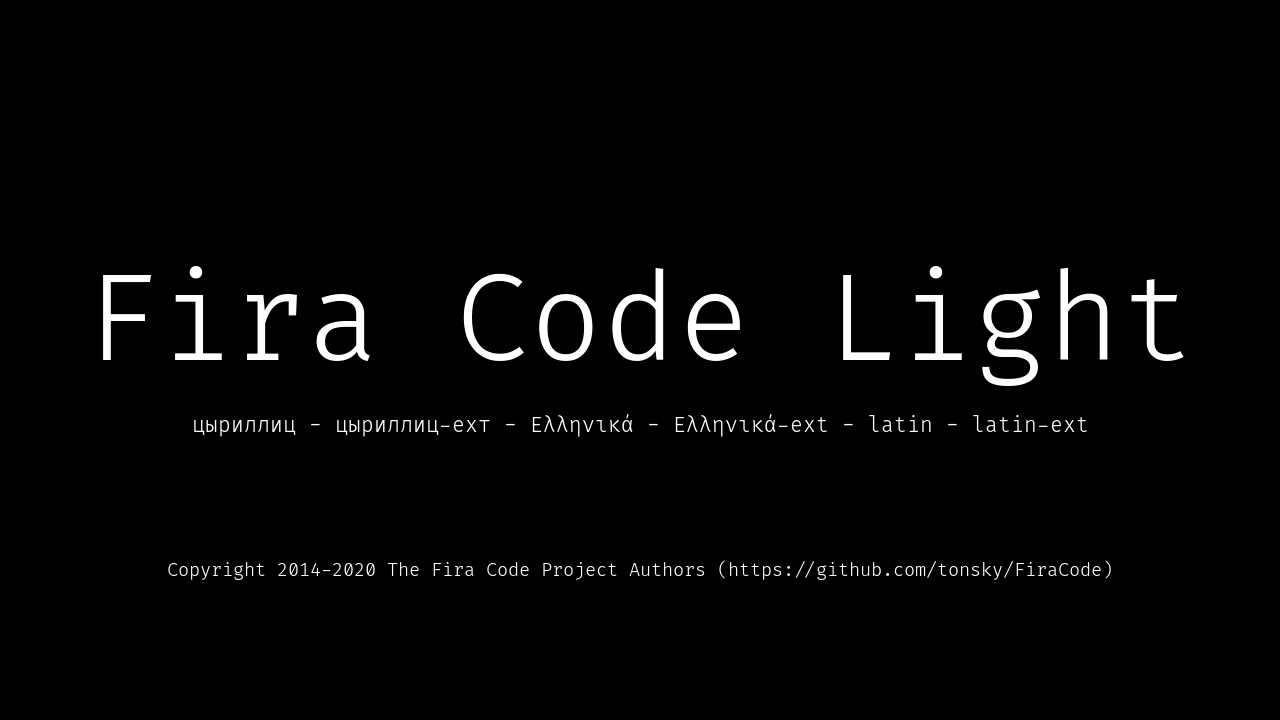 Fira Code Light
цыриллиц - цыриллиц-ехт - Ελληνικά - Ελληνικά-ext - latin - latin-ext
Copyright 2014-2020 The Fira Code Project Authors (https://github.com/tonsky/FiraCode)